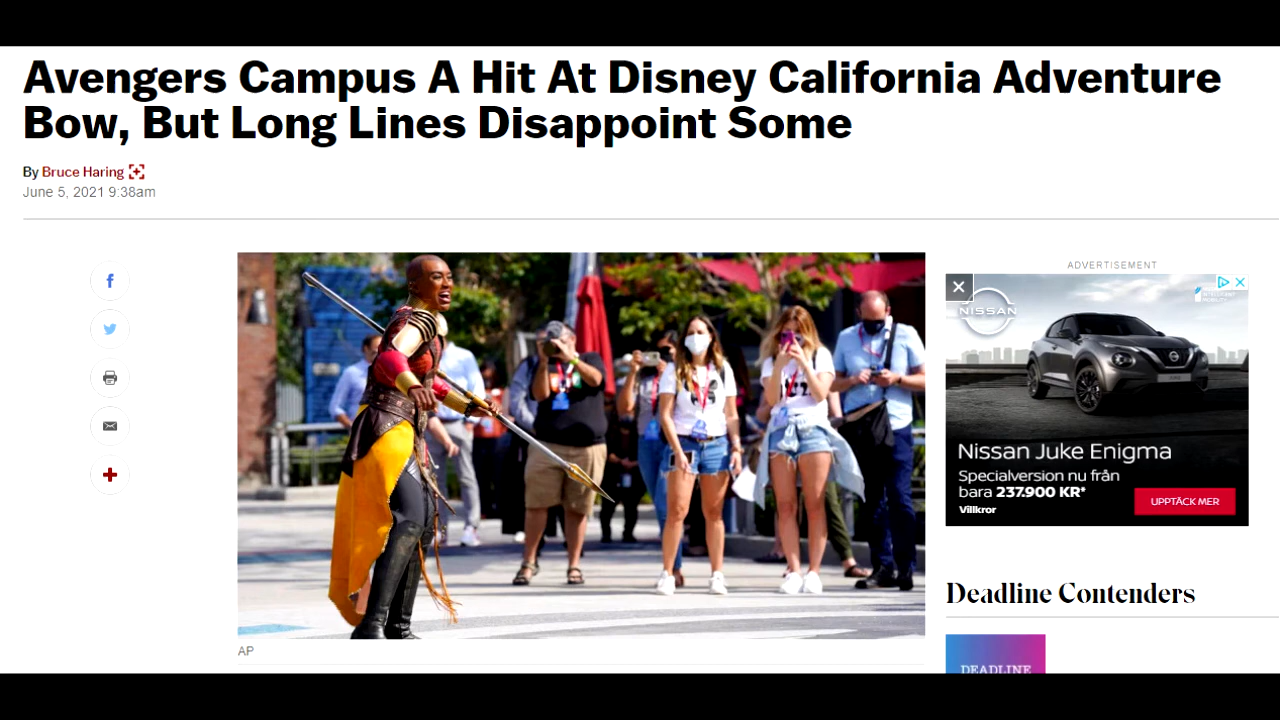 Avengers Campus A Hit At Disney California Adventure
Bow, But Long Lines Disappoint Some
By Bruce Haring
June 5, 2021 9:38am
ADVERTISEMENT
NISSAN
Nissan Juke Enigma
Specialversion nu från
bara 237.900 KR*
UPPTÄCK MER
Villkror
AP
Deadline Contenders
DEADLINE